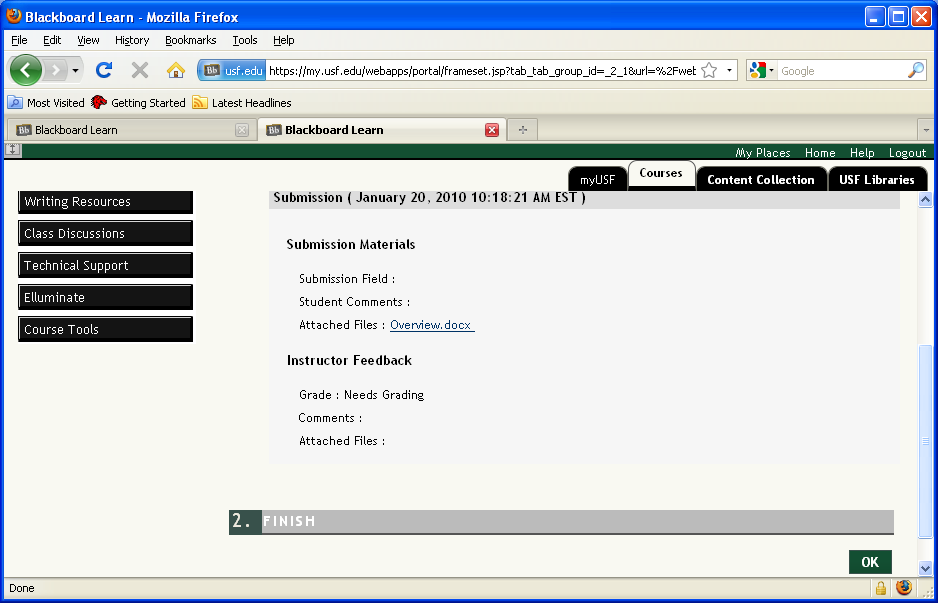 Blackboard Learn - Mozilla Firefox
File Edit View History Bookmarks Tools Help
Bb usf.edu https://my.usf.edu/webapps/portal/frameset.jsp?tab_tab_group_id=_2_1&url=%2Fwet Google
Most Visited Getting Started Latest Headlines
Bb Blackboard Learn Bb Blackboard Learn
My Places Home Help Logout
myUSF Courses Content Collection USF Libraries
Writing Resources
Class Discussions
Technical Support
Elluminate
Course Tools
Submission ( January 20, 2010 10:18:21 AM EST )
Submission Materials
Submission Field :
Student Comments :
Attached Files : Overview.docx
Instructor Feedback
Grade : Needs Grading
Comments :
Attached Files :
2. FINISH
OK
Done